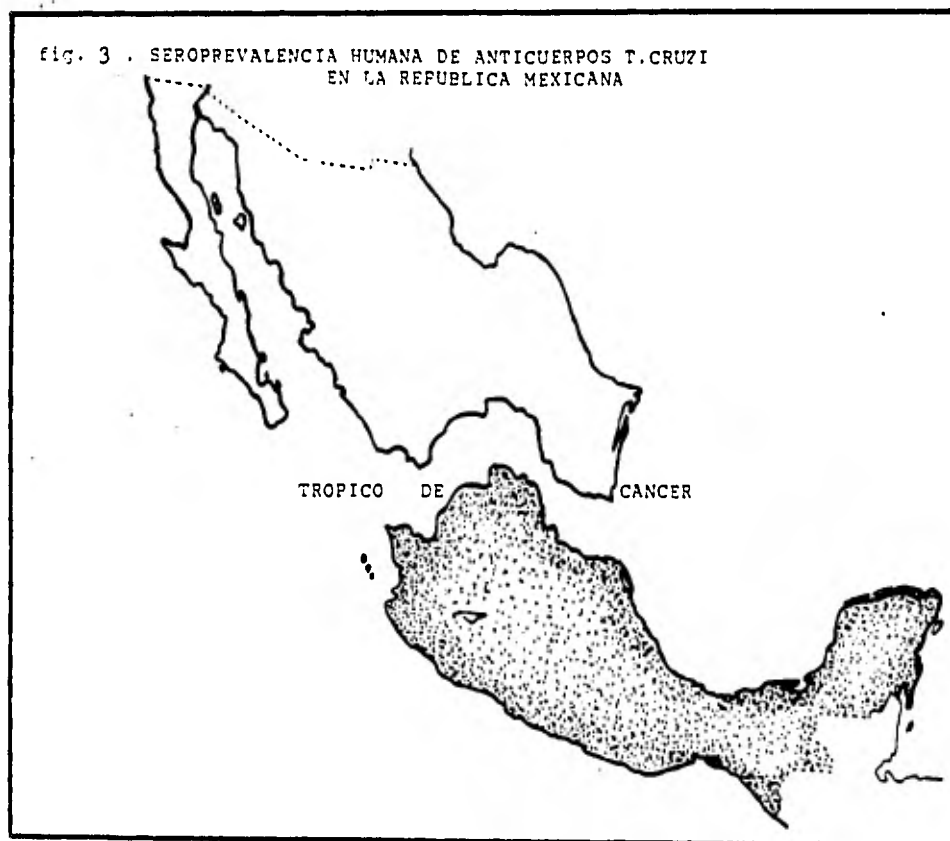 fig. 3 . SEROPREVALENCIA HUMANA DE ANTICUERPOS T.CRUZI
EN LA REPUBLICA MEXICANA
TROPICO DE CANCER